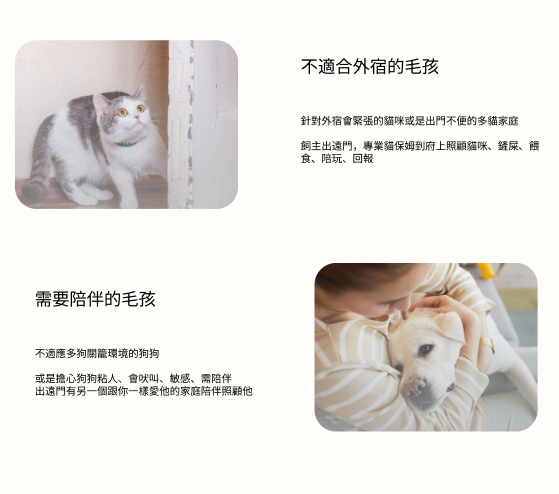 不適合外宿的毛孩
針對外宿會緊張的貓咪或是出門不便的多貓家庭
飼主出遠門，專業貓保姆到府上照顧貓咪、鏟屎、餵
食、陪玩、回報
需要陪伴的毛孩
不適應多狗關籠環境的狗狗
或是擔心狗狗粘人、會吠叫、敏感、需陪伴
出遠門有另一個跟你一樣愛他的家庭陪伴照顧他